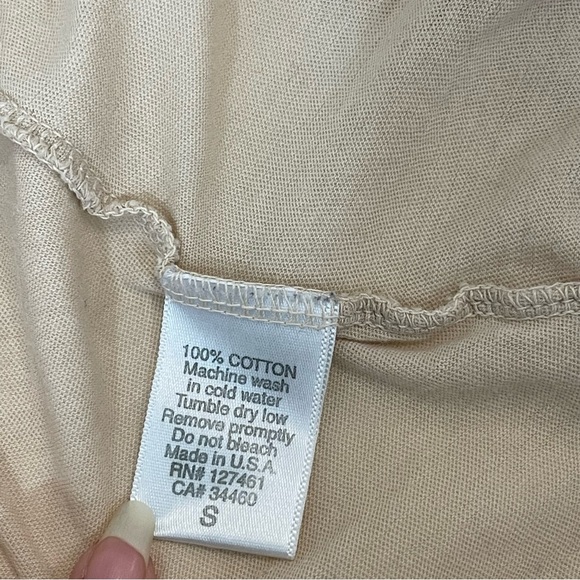 100% COTTON
Machine wash
in cold water
Tumble dry low
Remove promptly
Do not bleach
Made in U.S.A.
RN# 127461
CA# 34460
S